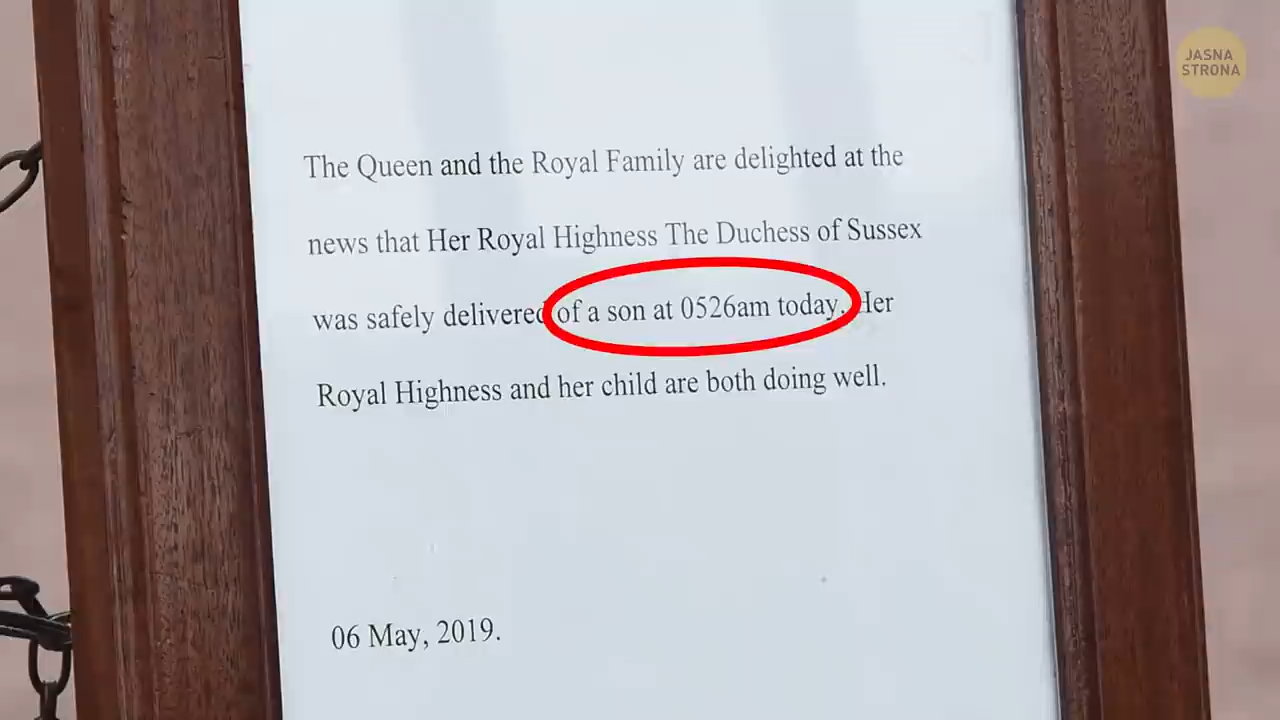 JASNA
STRONA
The Queen and the Royal Family are delighted at the
news that Her Royal Highness The Duchess of Sussex
was safely delivered of a son at 0526am today. Her
Royal Highness and her child are both doing well.
06 May, 2019.